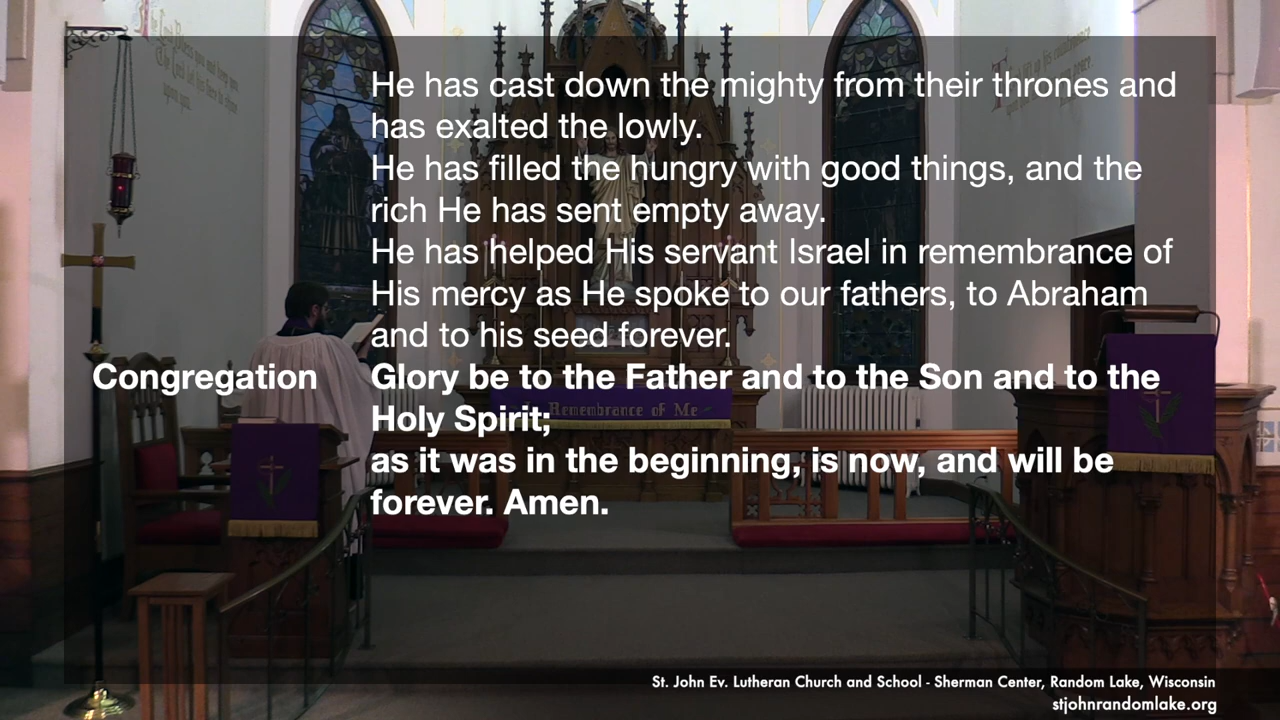 He has cast down the mighty from their thrones and
has exalted the lowly.
He has filled the hungry with good things, and the
rich He has sent empty away.
He has helped His servant Israel in remembrance of
His mercy as He spoke to our fathers, to Abraham
and to his seed forever.
Congregation Glory be to the Father and to the Son and to the
Holy Spirit;
as it was in the beginning, is now, and will be
forever. Amen.
Remembrance of Me
St. John Ev. Lutheran Church and School - Sherman Center, Random Lake, Wisconsin
stjohnrandomlake.org